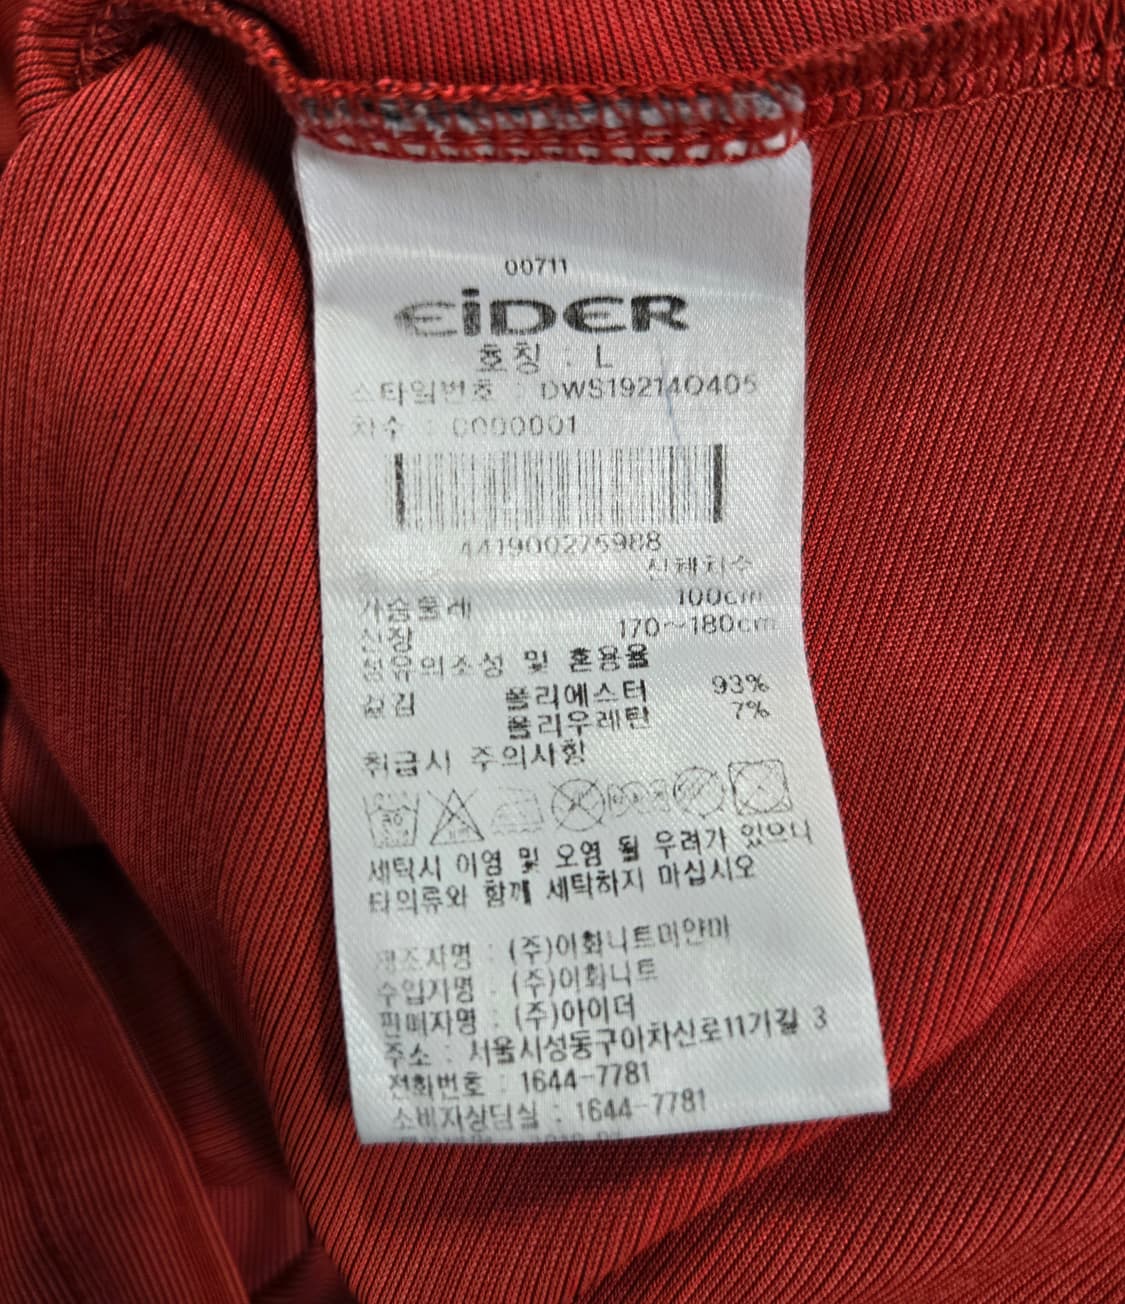 00711
EiDER
호칭 : L
스타일번호 : DWS19214O405
차수 : 0000001
441900275988
신체치수
가슴둘레 100cm
신장 170~180cm
섬유의조성 및 혼용율
겉감 폴리에스터 93%
폴리우레탄 7%
취급시 주의사항
세탁시 이염 및 오염 될 우려가 있으니
타의류와 함께 세탁하지 마십시오
제조자명 : (주)이화니트미얀마
수입자명 : (주)이화니트
판매자명 : (주)아이더
주소 : 서울시성동구아차산로11가길 3
전화번호 : 1644-7781
소비자상담실 : 1644-7781